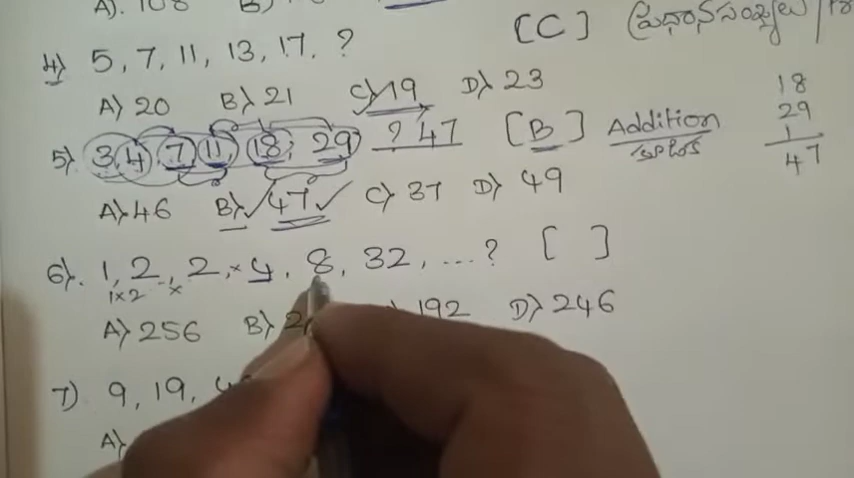 A). 108 B).
4) 5, 7, 11, 13, 17, ? [C]
A) 20 B) 21 C) 19 D) 23
5) 3, 4, 7, 11, 18, 29 ? 47 [B] Addition
A) 46 B) 47 C) 37 D) 49
18
29
1
47
6). 1, 2, 2, × 4, 8, 32, ...? [ ]
1×2 ×
A) 256 B) 192 D) 246
7) 9, 19,
A)